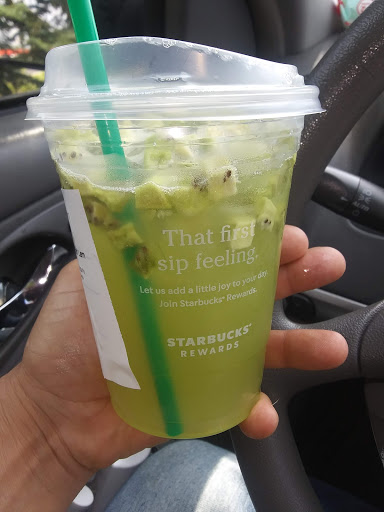 That first
sip feeling.
Let us add a little joy to your day.
Join Starbucks® Rewards.
STARBUCKS®
REWARDS